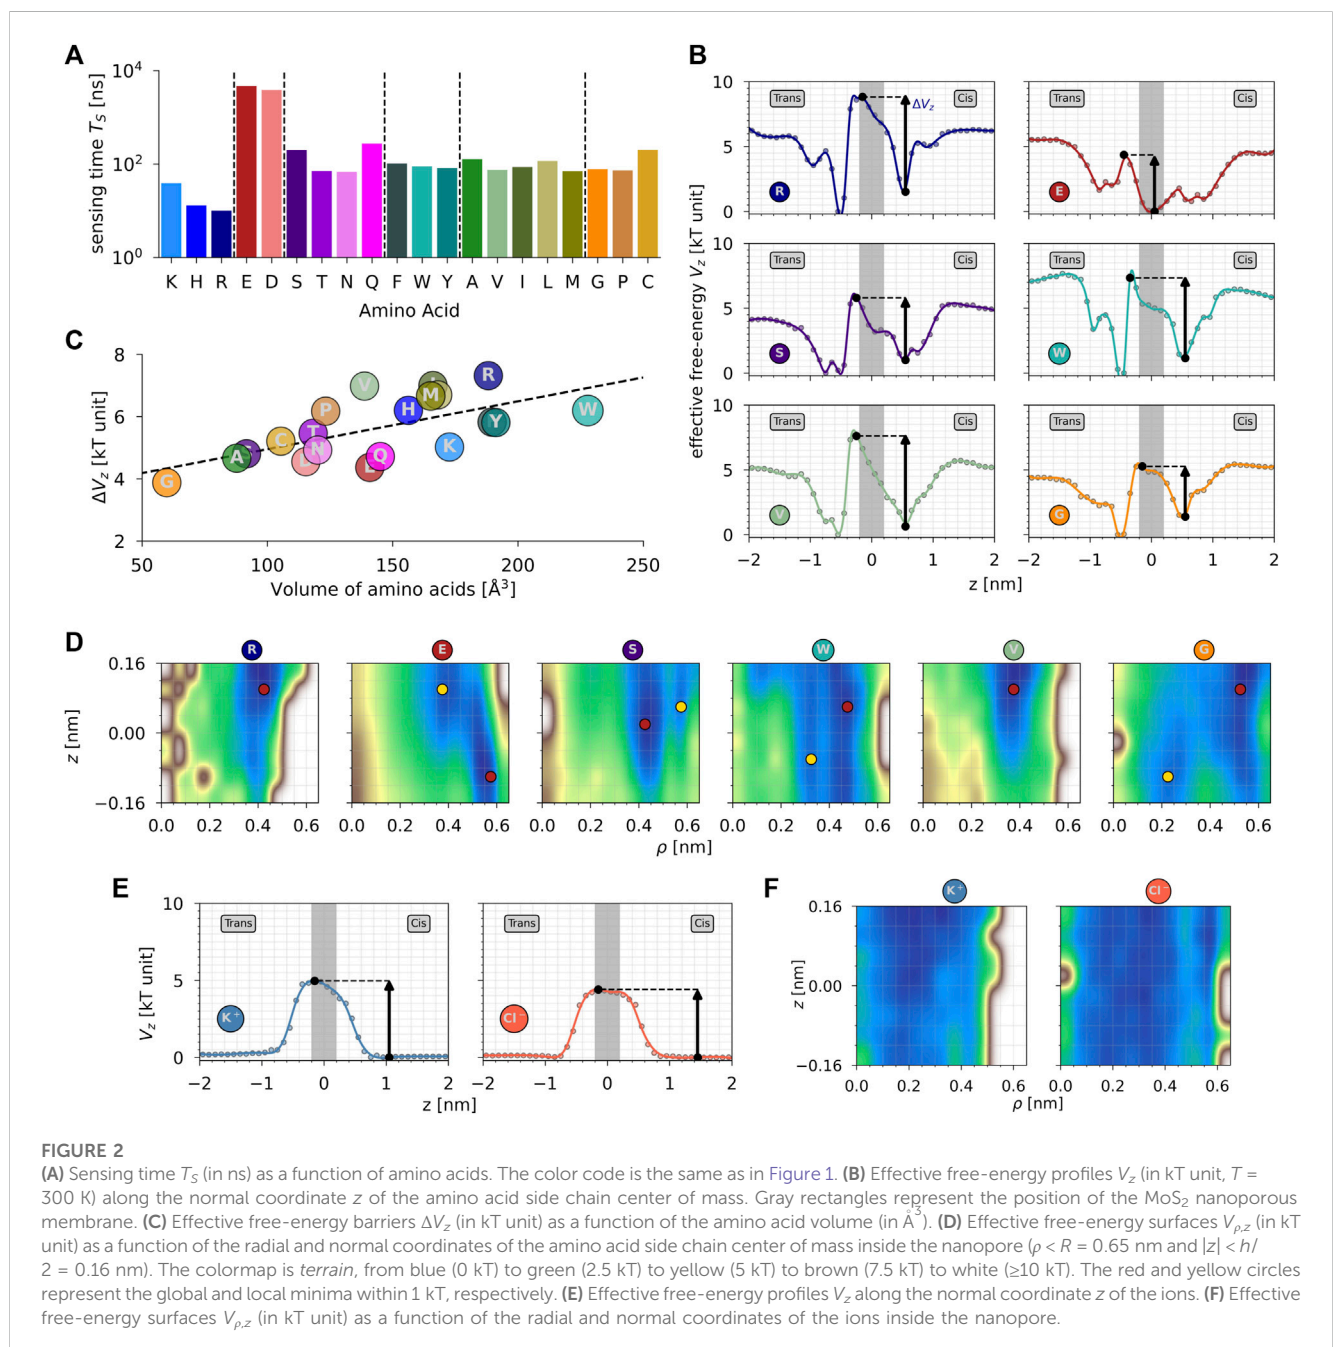 A
sensing time T_S [ns]
10^4
10^2
10^0
K H R E D S T N Q F W Y A V I L M G P C
Amino Acid
B
effective free-energy V_z [kT unit]
10
5
0
Trans
Cis
ΔV_z
R
Trans
Cis
E
10
5
0
Trans
Cis
S
Trans
Cis
W
10
5
0
Trans
Cis
V
Trans
Cis
G
−2 −1 0 1 2
−1 0 1 2
z [nm]
C
ΔV_z [kT unit]
8
6
4
2
G A C T N P V Q H M K R Y W
50 100 150 200 250
Volume of amino acids [Å^3]
D
R E S W V G
z [nm]
0.16
0.00
−0.16
0.0 0.2 0.4 0.6
0.0 0.2 0.4 0.6
0.0 0.2 0.4 0.6
0.0 0.2 0.4 0.6
0.0 0.2 0.4 0.6
0.0 0.2 0.4 0.6
ρ [nm]
E
V_z [kT unit]
10
5
0
Trans
Cis
K^+
Trans
Cis
Cl^−
−2 −1 0 1 2
−2 −1 0 1 2
z [nm]
F
K^+ Cl^−
z [nm]
0.16
0.00
−0.16
0.0 0.2 0.4 0.6
0.0 0.2 0.4 0.6
ρ [nm]
FIGURE 2
(A) Sensing time T_S (in ns) as a function of amino acids. The color code is the same as in Figure 1. (B) Effective free-energy profiles V_z (in kT unit, T =
300 K) along the normal coordinate z of the amino acid side chain center of mass. Gray rectangles represent the position of the MoS_2 nanoporous
membrane. (C) Effective free-energy barriers ΔV_z (in kT unit) as a function of the amino acid volume (in Å^3). (D) Effective free-energy surfaces V_ρ,z (in kT
unit) as a function of the radial and normal coordinates of the amino acid side chain center of mass inside the nanopore (ρ < R = 0.65 nm and |z| < h/
2 = 0.16 nm). The colormap is terrain, from blue (0 kT) to green (2.5 kT) to yellow (5 kT) to brown (7.5 kT) to white (≥10 kT). The red and yellow circles
represent the global and local minima within 1 kT, respectively. (E) Effective free-energy profiles V_z along the normal coordinate z of the ions. (F) Effective
free-energy surfaces V_ρ,z (in kT unit) as a function of the radial and normal coordinates of the ions inside the nanopore.